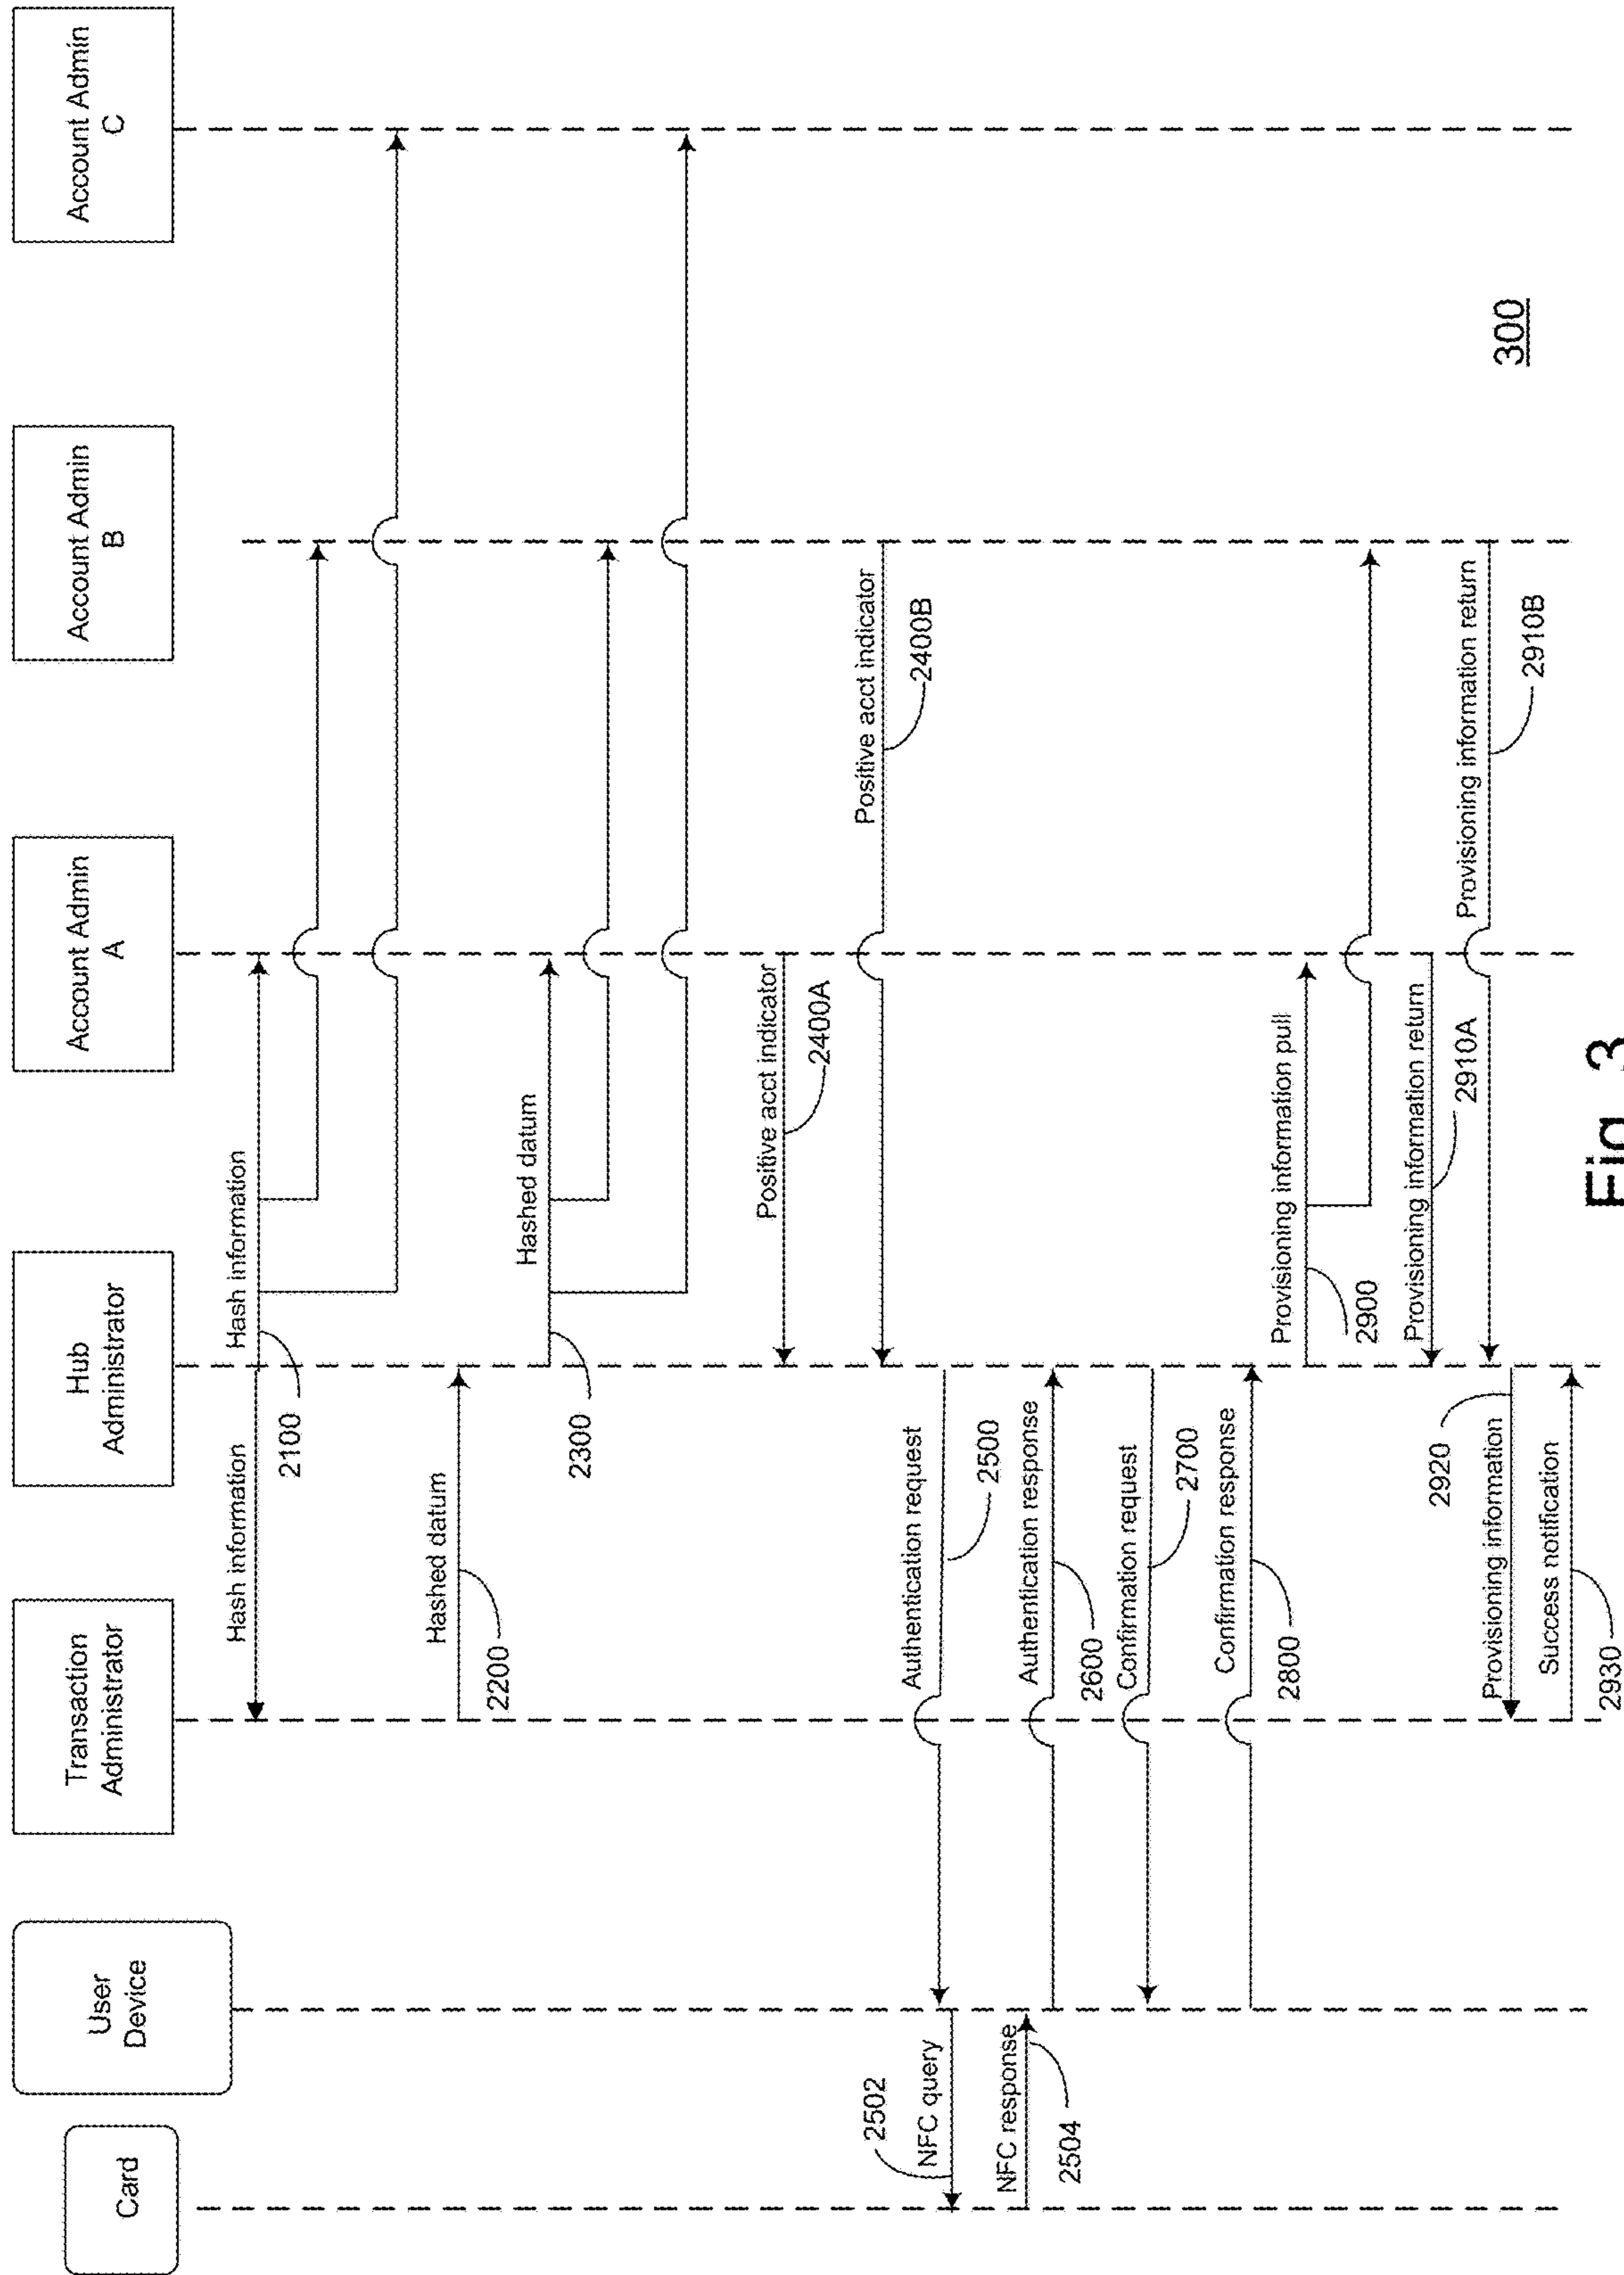 Card
User
Device
Transaction
Administrator
Hub
Administrator
Account Admin
A
Account Admin
B
Account Admin
C
Hash information
Hash information
2100
Hashed datum
2200
Hashed datum
2300
Positive acct indicator
2400A
Positive acct indicator
2400B
Authentication request
2500
2502
NFC query
NFC response
2504
Authentication response
2600
Confirmation request
2700
Confirmation response
2800
Provisioning information pull
2900
Provisioning information return
2910A
Provisioning information return
2910B
2920
Provisioning information
Success notification
2930
300
Fig. 3